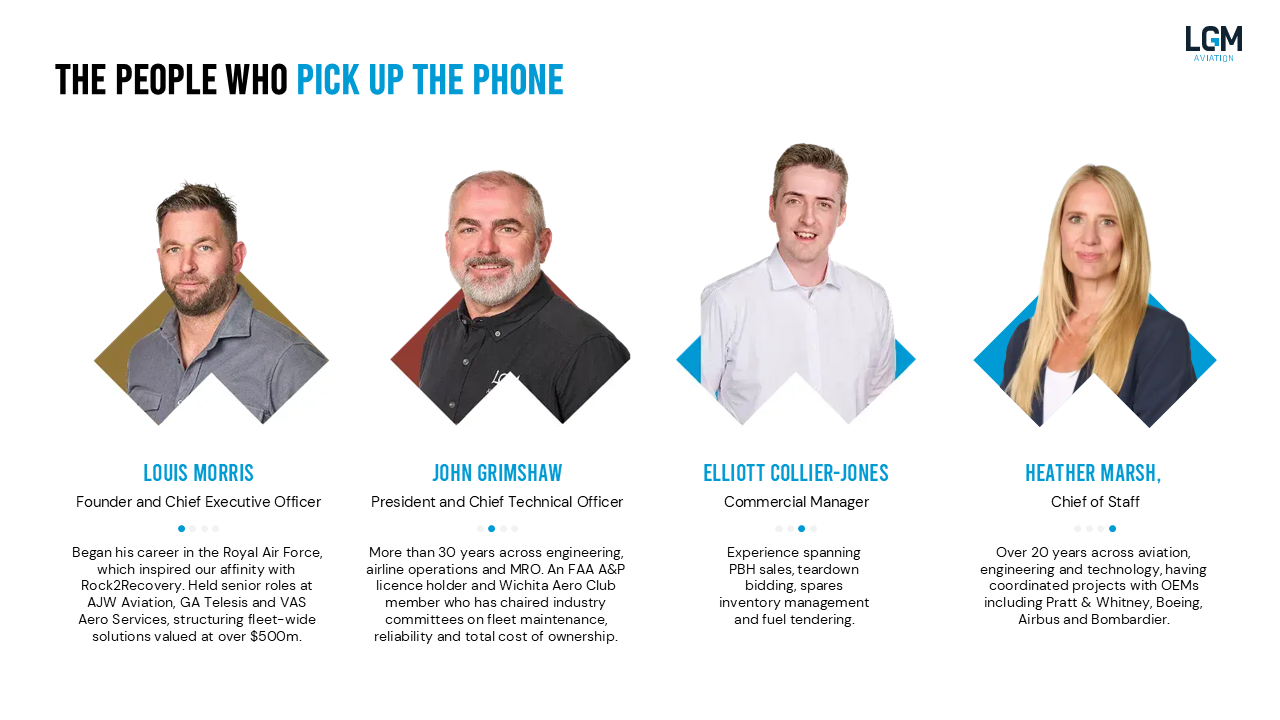 LGM
AVIATION
THE PEOPLE WHO PICK UP THE PHONE
LGM
LOUIS MORRIS
Founder and Chief Executive Officer
Began his career in the Royal Air Force,
which inspired our affinity with
Rock2Recovery. Held senior roles at
AJW Aviation, GA Telesis and VAS
Aero Services, structuring fleet-wide
solutions valued at over $500m.
JOHN GRIMSHAW
President and Chief Technical Officer
More than 30 years across engineering,
airline operations and MRO. An FAA A&P
licence holder and Wichita Aero Club
member who has chaired industry
committees on fleet maintenance,
reliability and total cost of ownership.
ELLIOTT COLLIER-JONES
Commercial Manager
Experience spanning
PBH sales, teardown
bidding, spares
inventory management
and fuel tendering.
HEATHER MARSH,
Chief of Staff
Over 20 years across aviation,
engineering and technology, having
coordinated projects with OEMs
including Pratt & Whitney, Boeing,
Airbus and Bombardier.